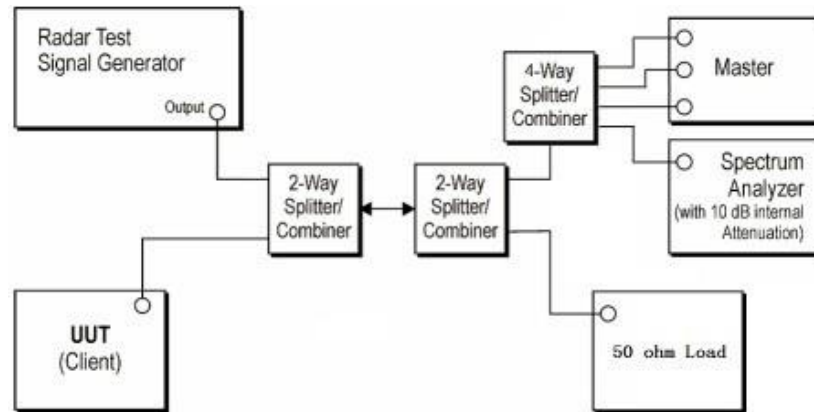 Radar Test
Signal Generator
Output
4-Way
Splitter/
Combiner
Master
Spectrum
Analyzer
(with 10 dB internal
Attenuation)
2-Way
Splitter/
Combiner
2-Way
Splitter/
Combiner
UUT
(Client)
50 ohm Load